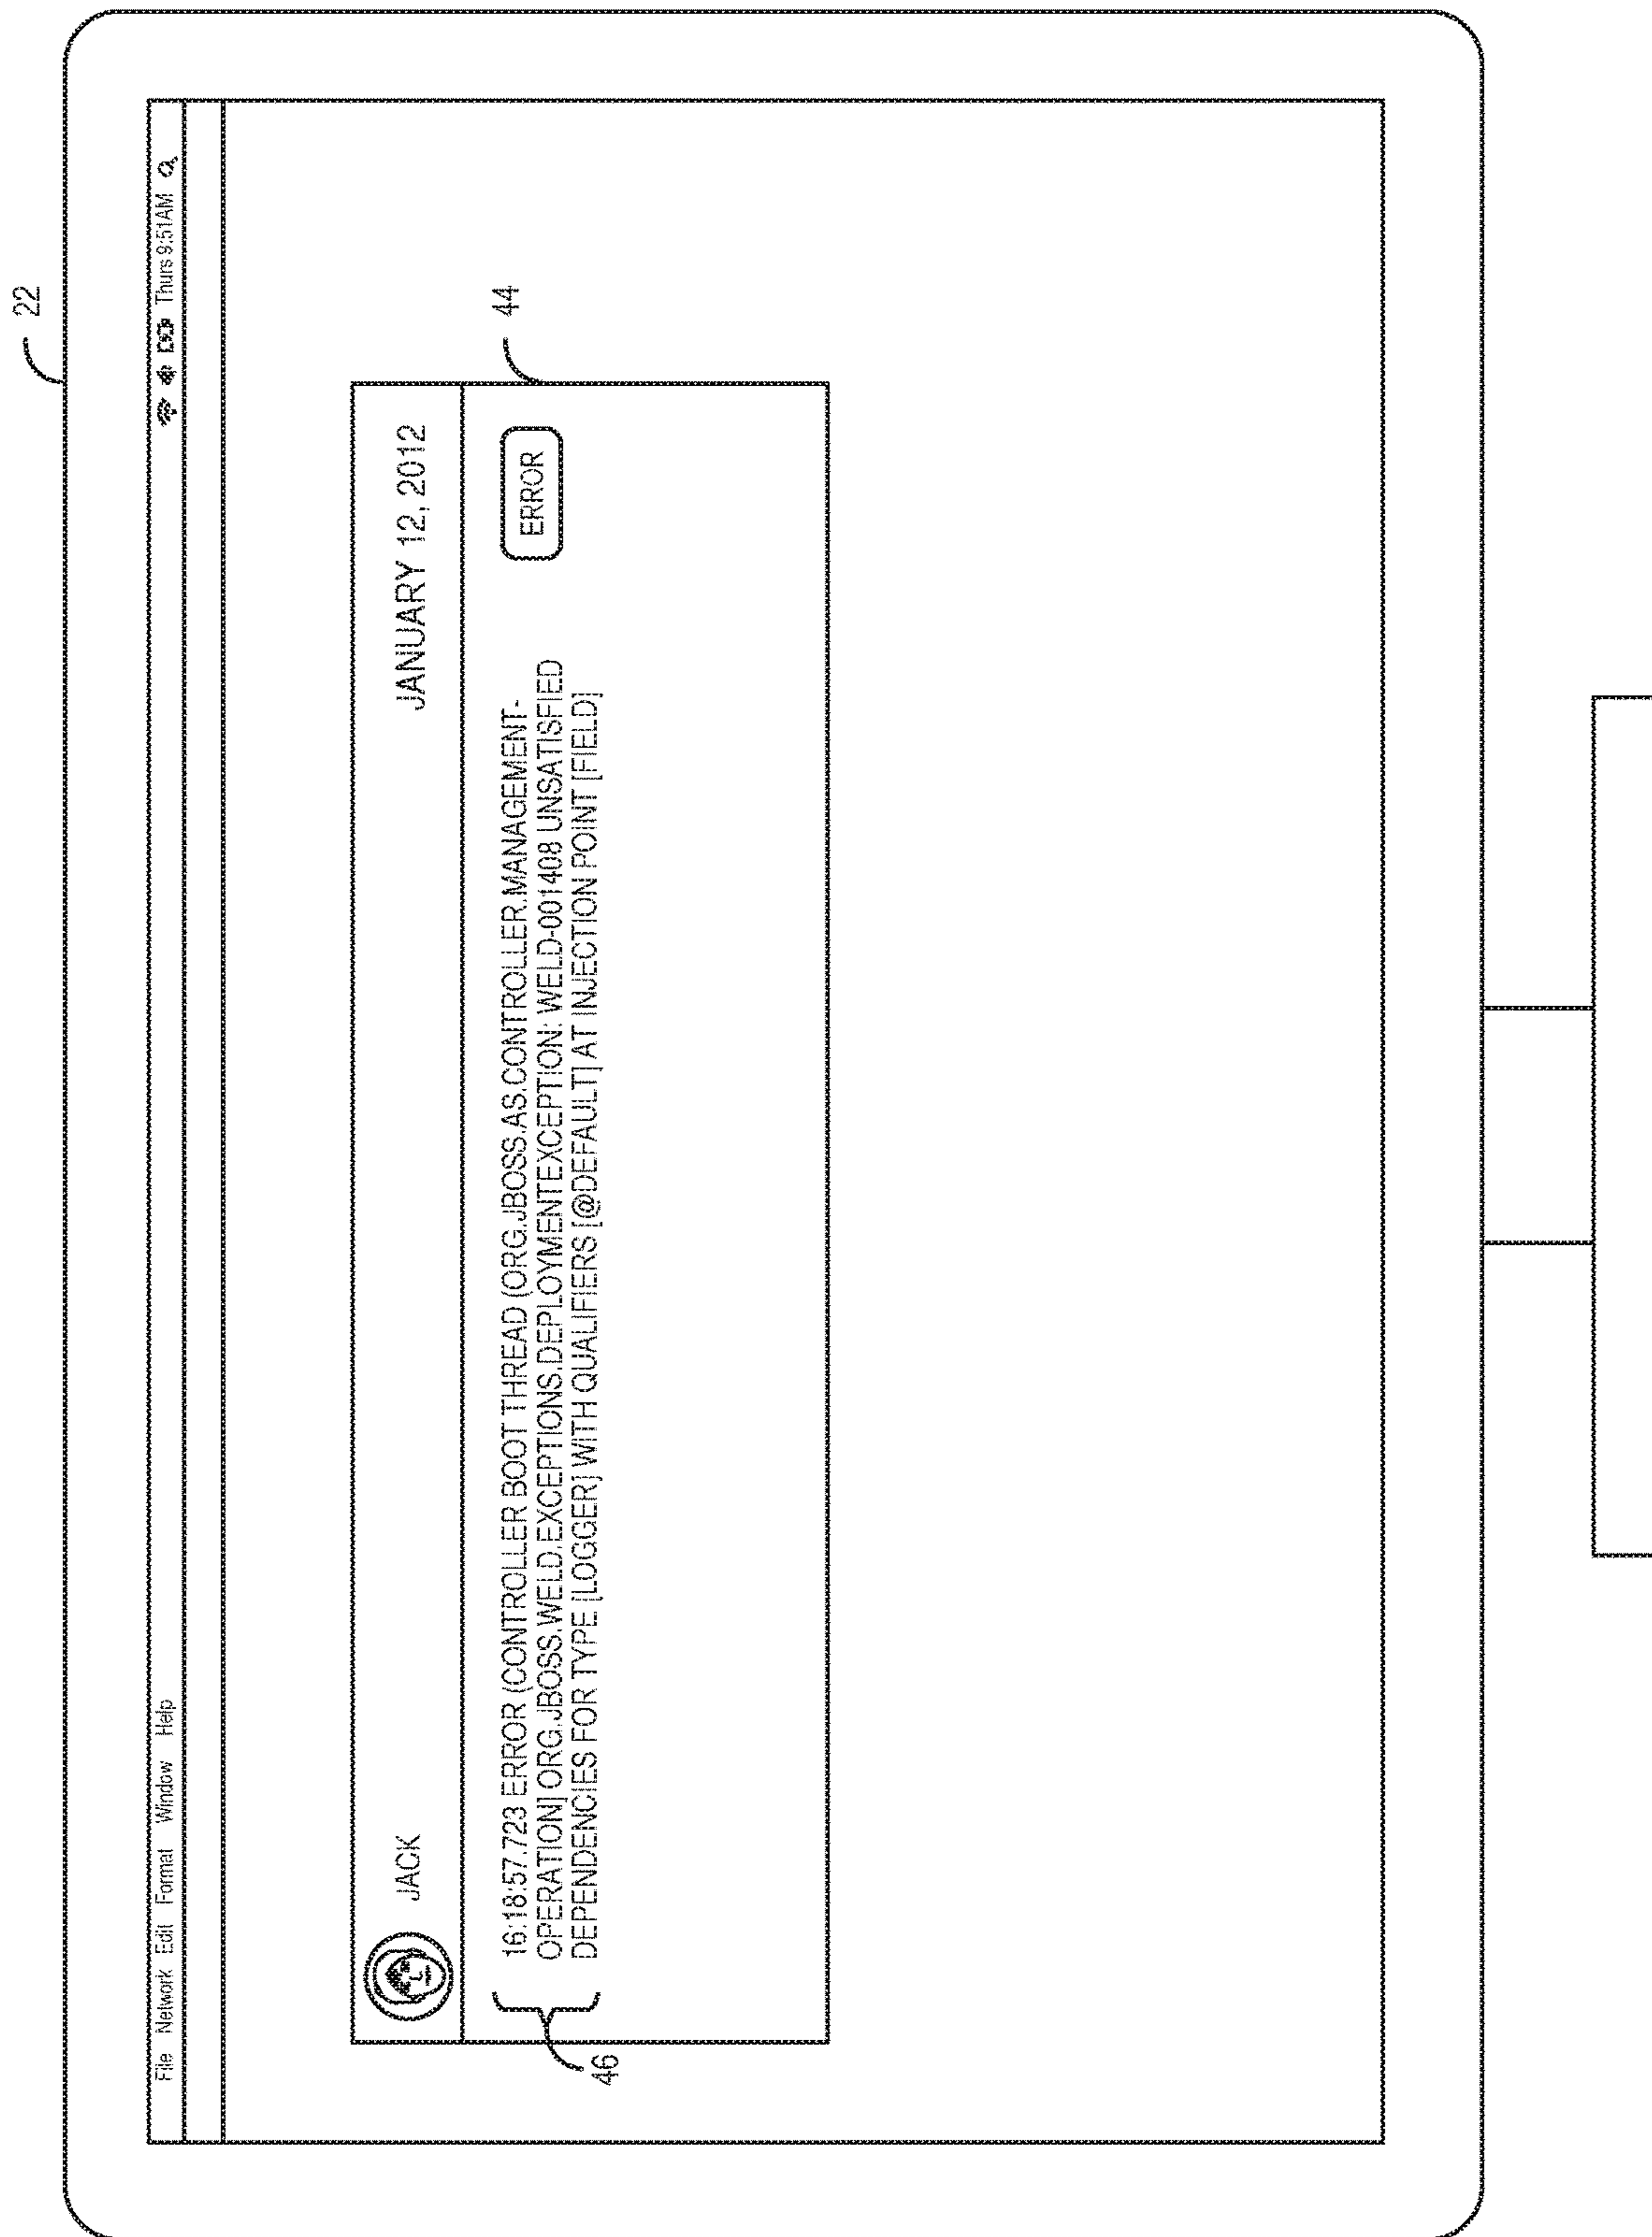 22
File Network Edit Format Window Help Thurs 9:51AM
JACK JANUARY 12, 2012
44
16:18:57.723 ERROR (CONTROLLER BOOT THREAD (ORG.JBOSS.AS.CONTROLLER.MANAGEMENT-
OPERATION] ORG.JBOSS.WELD.EXCEPTIONS.DEPLOYMENTEXCEPTION: WELD-001408 UNSATISFIED
DEPENDENCIES FOR TYPE [LOGGER] WITH QUALIFIERS [@DEFAULT] AT INJECTION POINT [FIELD]
ERROR
46